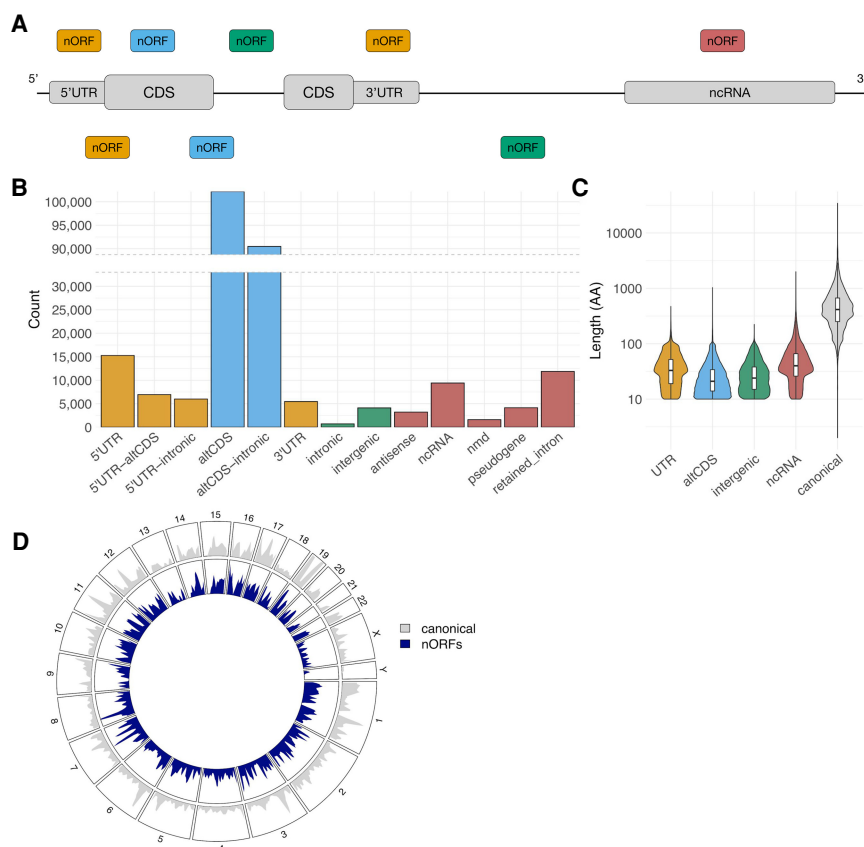 A
nORF nORF nORF nORF nORF
5’ 5’UTR CDS CDS 3’UTR ncRNA 3
nORF nORF nORF
B
Count
100,000
95,000
90,000
30,000
25,000
20,000
15,000
10,000
5,000
0
5'UTR 5'UTR−altCDS 5'UTR−intronic altCDS altCDS−intronic 3'UTR intronic intergenic antisense ncRNA nmd pseudogene retained_intron
C
Length (AA)
10000
1000
100
10
UTR altCDS intergenic ncRNA canonical
D
1
2
3
5
6
7
8
9
10
11
12
13
14
15
16
17
18
19
20
21
22
X
Y
canonical
nORFs